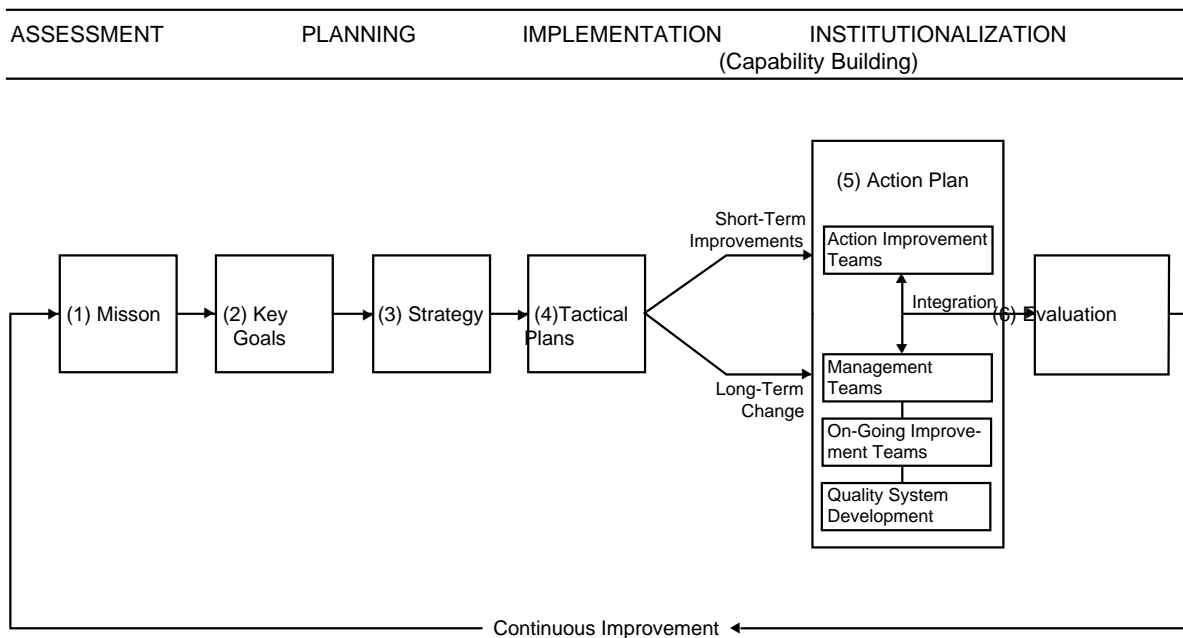 ASSESSMENT PLANNING IMPLEMENTATION INSTITUTIONALIZATION
(Capability Building)
(5) Action Plan
Short-Term
Improvements
Action Improvement
Teams
Integration
(1) Misson
(2) Key
Goals
(3) Strategy
(4)Tactical
Plans
(6) Evaluation
Long-Term
Change
Management
Teams
On-Going Improve-
ment Teams
Quality System
Development
Continuous Improvement